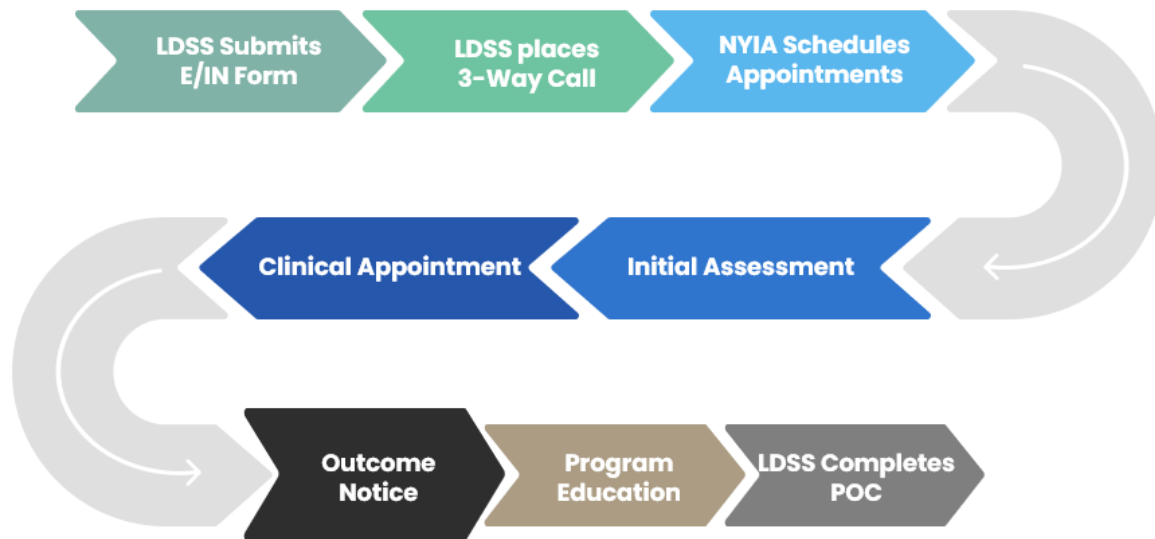 LDSS Submits
E/IN Form
LDSS places
3-Way Call
NYIA Schedules
Appointments
Initial Assessment
Clinical Appointment
Outcome
Notice
Program
Education
LDSS Completes
POC